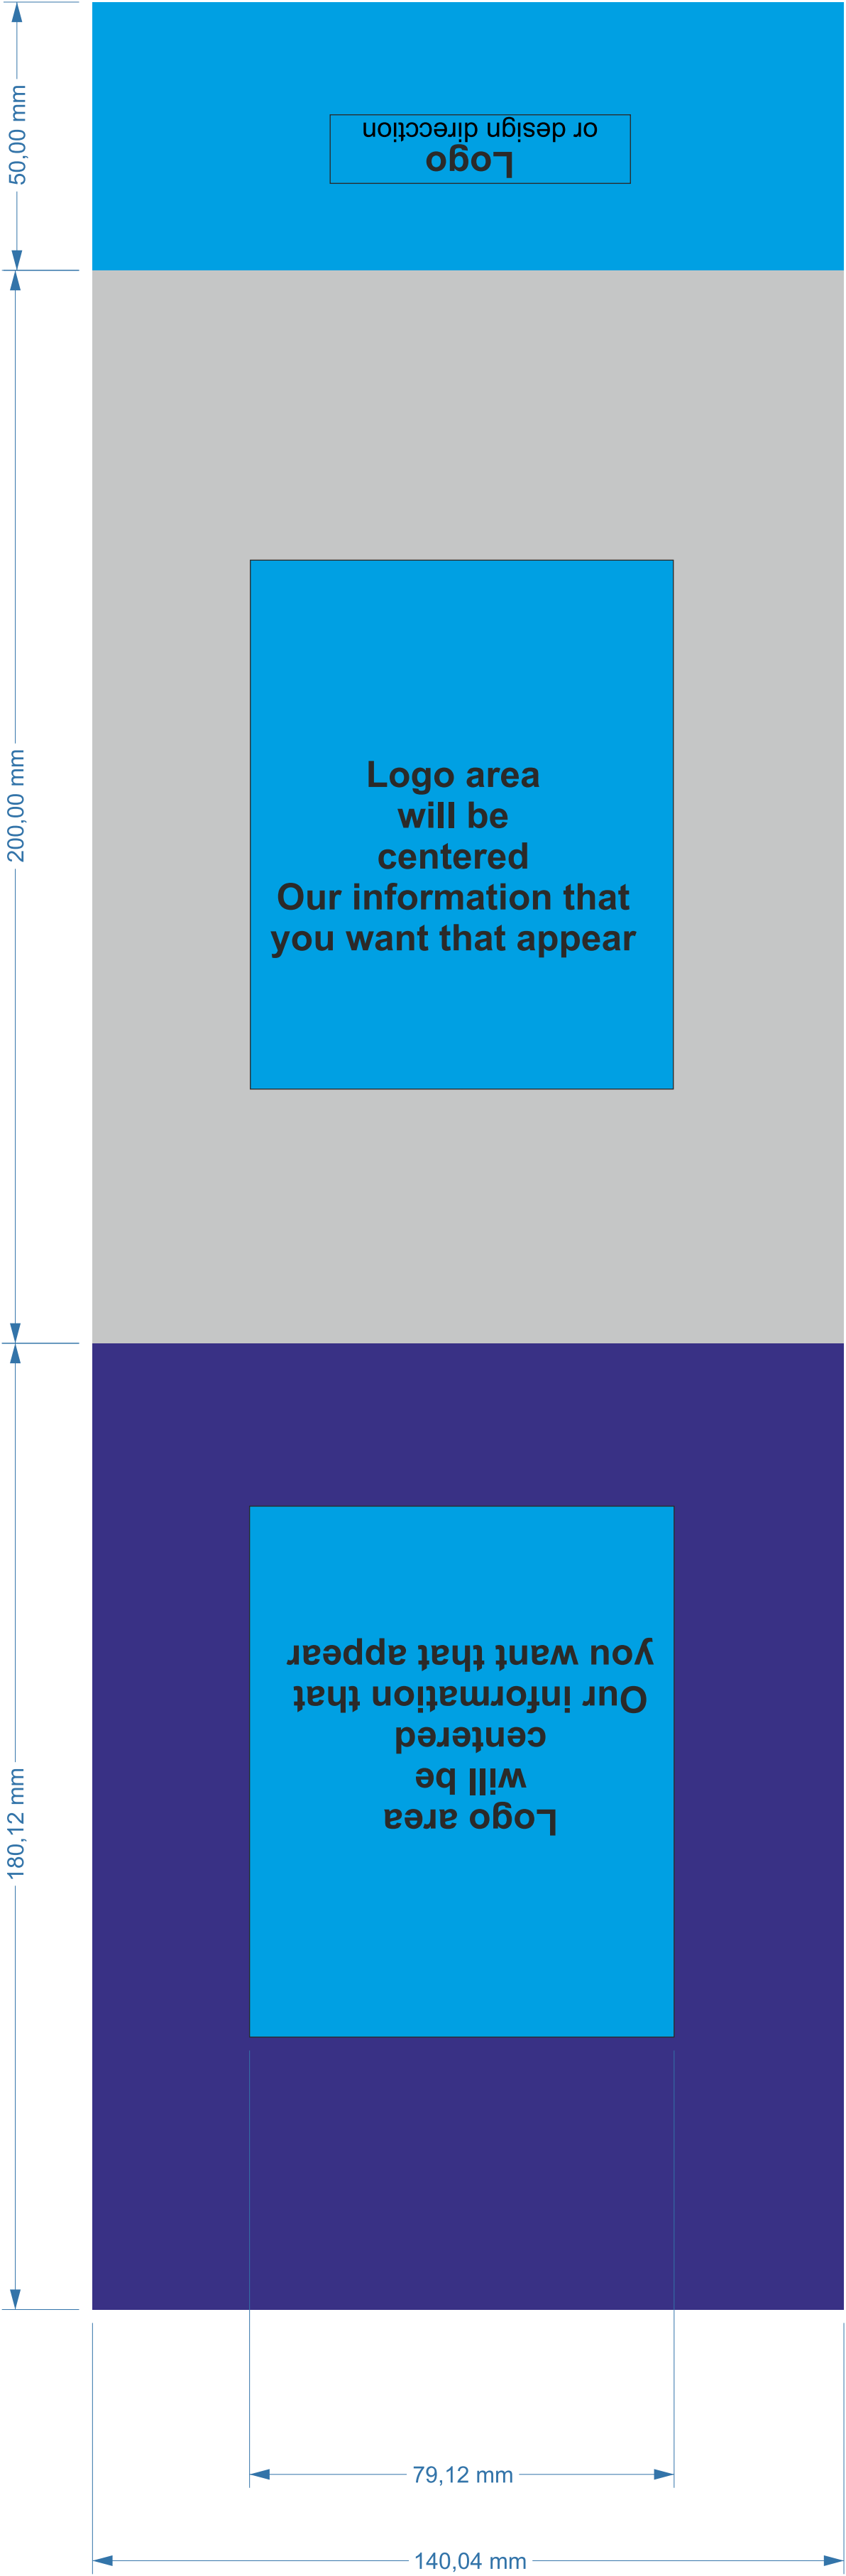 50,00 mm
Logo
or design direcction
200,00 mm
Logo area
will be
centered
Our information that
you want that appear
180,12 mm
Logo area
will be
centered
Our information that
you want that appear
79,12 mm
140,04 mm